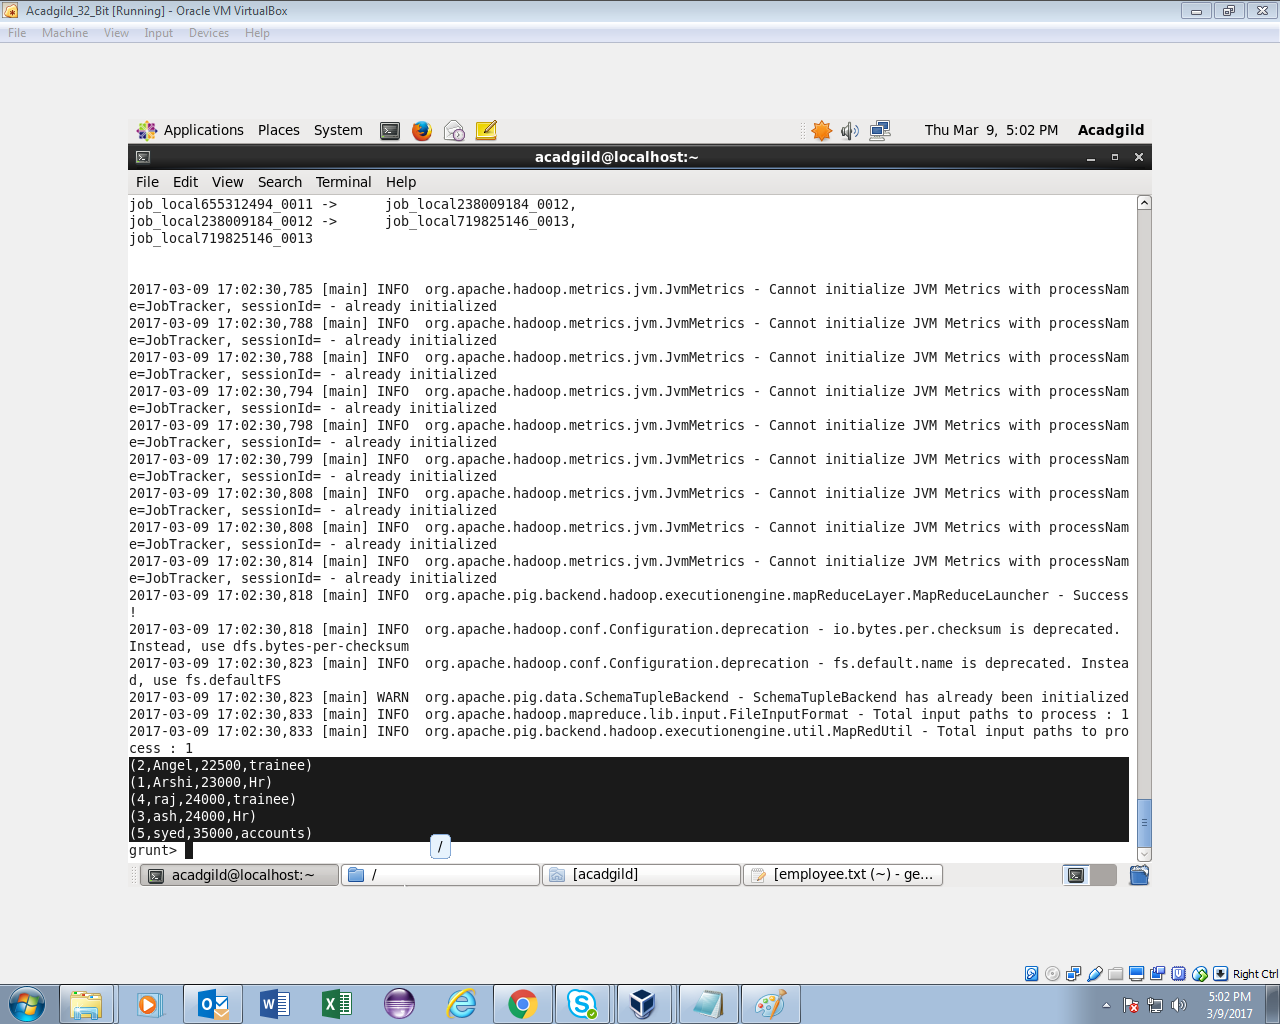 Acadgild_32_Bit [Running] - Oracle VM VirtualBox
File Machine View Input Devices Help
Applications Places System Thu Mar 9, 5:02 PM Acadgild
acadgild@localhost:~
File Edit View Search Terminal Help
job_local655312494_0011 -> job_local238009184_0012,
job_local238009184_0012 -> job_local719825146_0013,
job_local719825146_0013
2017-03-09 17:02:30,785 [main] INFO org.apache.hadoop.metrics.jvm.JvmMetrics - Cannot initialize JVM Metrics with processNam
e=JobTracker, sessionId= - already initialized
2017-03-09 17:02:30,788 [main] INFO org.apache.hadoop.metrics.jvm.JvmMetrics - Cannot initialize JVM Metrics with processNam
e=JobTracker, sessionId= - already initialized
2017-03-09 17:02:30,788 [main] INFO org.apache.hadoop.metrics.jvm.JvmMetrics - Cannot initialize JVM Metrics with processNam
e=JobTracker, sessionId= - already initialized
2017-03-09 17:02:30,794 [main] INFO org.apache.hadoop.metrics.jvm.JvmMetrics - Cannot initialize JVM Metrics with processNam
e=JobTracker, sessionId= - already initialized
2017-03-09 17:02:30,798 [main] INFO org.apache.hadoop.metrics.jvm.JvmMetrics - Cannot initialize JVM Metrics with processNam
e=JobTracker, sessionId= - already initialized
2017-03-09 17:02:30,799 [main] INFO org.apache.hadoop.metrics.jvm.JvmMetrics - Cannot initialize JVM Metrics with processNam
e=JobTracker, sessionId= - already initialized
2017-03-09 17:02:30,808 [main] INFO org.apache.hadoop.metrics.jvm.JvmMetrics - Cannot initialize JVM Metrics with processNam
e=JobTracker, sessionId= - already initialized
2017-03-09 17:02:30,808 [main] INFO org.apache.hadoop.metrics.jvm.JvmMetrics - Cannot initialize JVM Metrics with processNam
e=JobTracker, sessionId= - already initialized
2017-03-09 17:02:30,814 [main] INFO org.apache.hadoop.metrics.jvm.JvmMetrics - Cannot initialize JVM Metrics with processNam
e=JobTracker, sessionId= - already initialized
2017-03-09 17:02:30,818 [main] INFO org.apache.pig.backend.hadoop.executionengine.mapReduceLayer.MapReduceLauncher - Success
!
2017-03-09 17:02:30,818 [main] INFO org.apache.hadoop.conf.Configuration.deprecation - io.bytes.per.checksum is deprecated.
Instead, use dfs.bytes-per-checksum
2017-03-09 17:02:30,823 [main] INFO org.apache.hadoop.conf.Configuration.deprecation - fs.default.name is deprecated. Instea
d, use fs.defaultFS
2017-03-09 17:02:30,823 [main] WARN org.apache.pig.data.SchemaTupleBackend - SchemaTupleBackend has already been initialized
2017-03-09 17:02:30,833 [main] INFO org.apache.hadoop.mapreduce.lib.input.FileInputFormat - Total input paths to process : 1
2017-03-09 17:02:30,833 [main] INFO org.apache.pig.backend.hadoop.executionengine.util.MapRedUtil - Total input paths to pro
cess : 1
(2,Angel,22500,trainee)
(1,Arshi,23000,Hr)
(4,raj,24000,trainee)
(3,ash,24000,Hr)
(5,syed,35000,accounts)
grunt> /
acadgild@localhost:~ / [acadgild] [employee.txt (~) - ge...
Right Ctrl
5:02 PM
3/9/2017